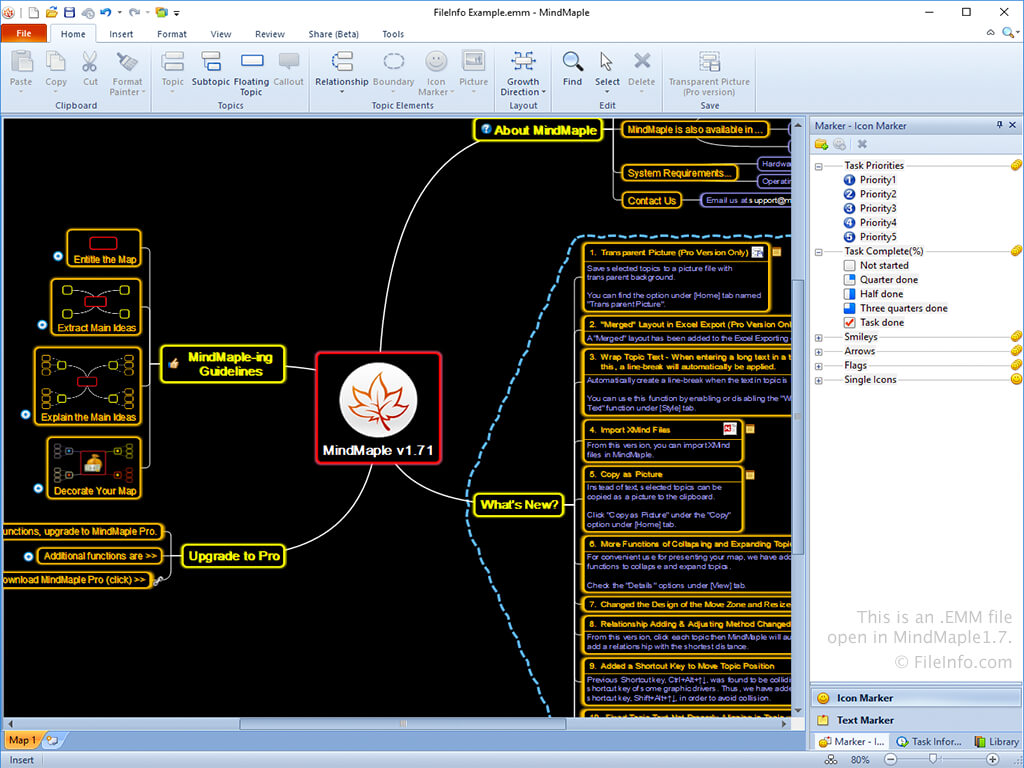 FileInfo Example.emm - MindMaple
File
Home
Insert
Format
View
Review
Share (Beta)
Tools
Paste
Copy
Cut
Format
Painter
Clipboard
Topic
Subtopic
Floating
Topic
Callout
Topics
Relationship
Boundary
Icon
Marker
Picture
Topic Elements
Growth
Direction
Layout
Find
Select
Delete
Edit
Transparent Picture
(Pro version)
Save
About MindMaple
MindMaple is also available in ...
System Requirements...
Hardwa
Operatin
Contact Us
Email us at support@m
Entitle the Map
Extract Main Ideas
Explain the Main Ideas
Decorate Your Map
MindMaple-ing
Guidelines
MindMaple v1.71
unctions, upgrade to MindMaple Pro.
Additional functions are >>
ownload MindMaple Pro (click) >>
Upgrade to Pro
What's New?
1. Transparent Picture (Pro Version Only)
Save selected topics to a picture file with
transparent background.
You can find the option under [Home] tab named
"Transparent Picture".
2. "Merged" Layout in Excel Export (Pro Version Onl
A "Merged" layout has been added to the Excel Exporting
3. Wrap Topic Text - When entering a long text in a t
this, a line-break will automatically be applied.
Automatically create a line-break when the text in topic is
You can use this function by enabling or disabling the "W
Text" function under [Style] tab.
4. Import XMind Files
From this version, you can import XMind
files in MindMaple.
5. Copy as Picture
Instead of text, selected topics can be
copied as a picture to the clipboard.
Click "Copy as Picture" under the "Copy"
option under [Home] tab.
6. More Functions of Collapsing and Expanding Topic
For convenient use for presenting your map, we have add
functions to collapse and expand topics.
Check the "Details" options under [View] tab.
7. Changed the Design of the Move Zone and Resize
8. Relationship Adding & Adjusting Method Changed
From this version, click each topic then MindMaple will au
add a relationship with the shortest distance.
9. Added a Shortcut Key to Move Topic Position
Previous Shortcut key, Ctrl+Alt+↑↓, was found to be collidi
shortcut key of some graphic drivers. Thus, we have adde
shortcut key, Shift+Alt+↑↓, in order to avoid collision.
Marker - Icon Marker
Task Priorities
1 Priority1
2 Priority2
3 Priority3
4 Priority4
5 Priority5
Task Complete(%)
Not started
Quarter done
Half done
Three quarters done
Task done
Smileys
Arrows
Flags
Single Icons
This is an .EMM file
open in MindMaple1.7.
© FileInfo.com
Icon Marker
Text Marker
Marker - I...
Task Infor...
Library
Map 1
Insert
80%